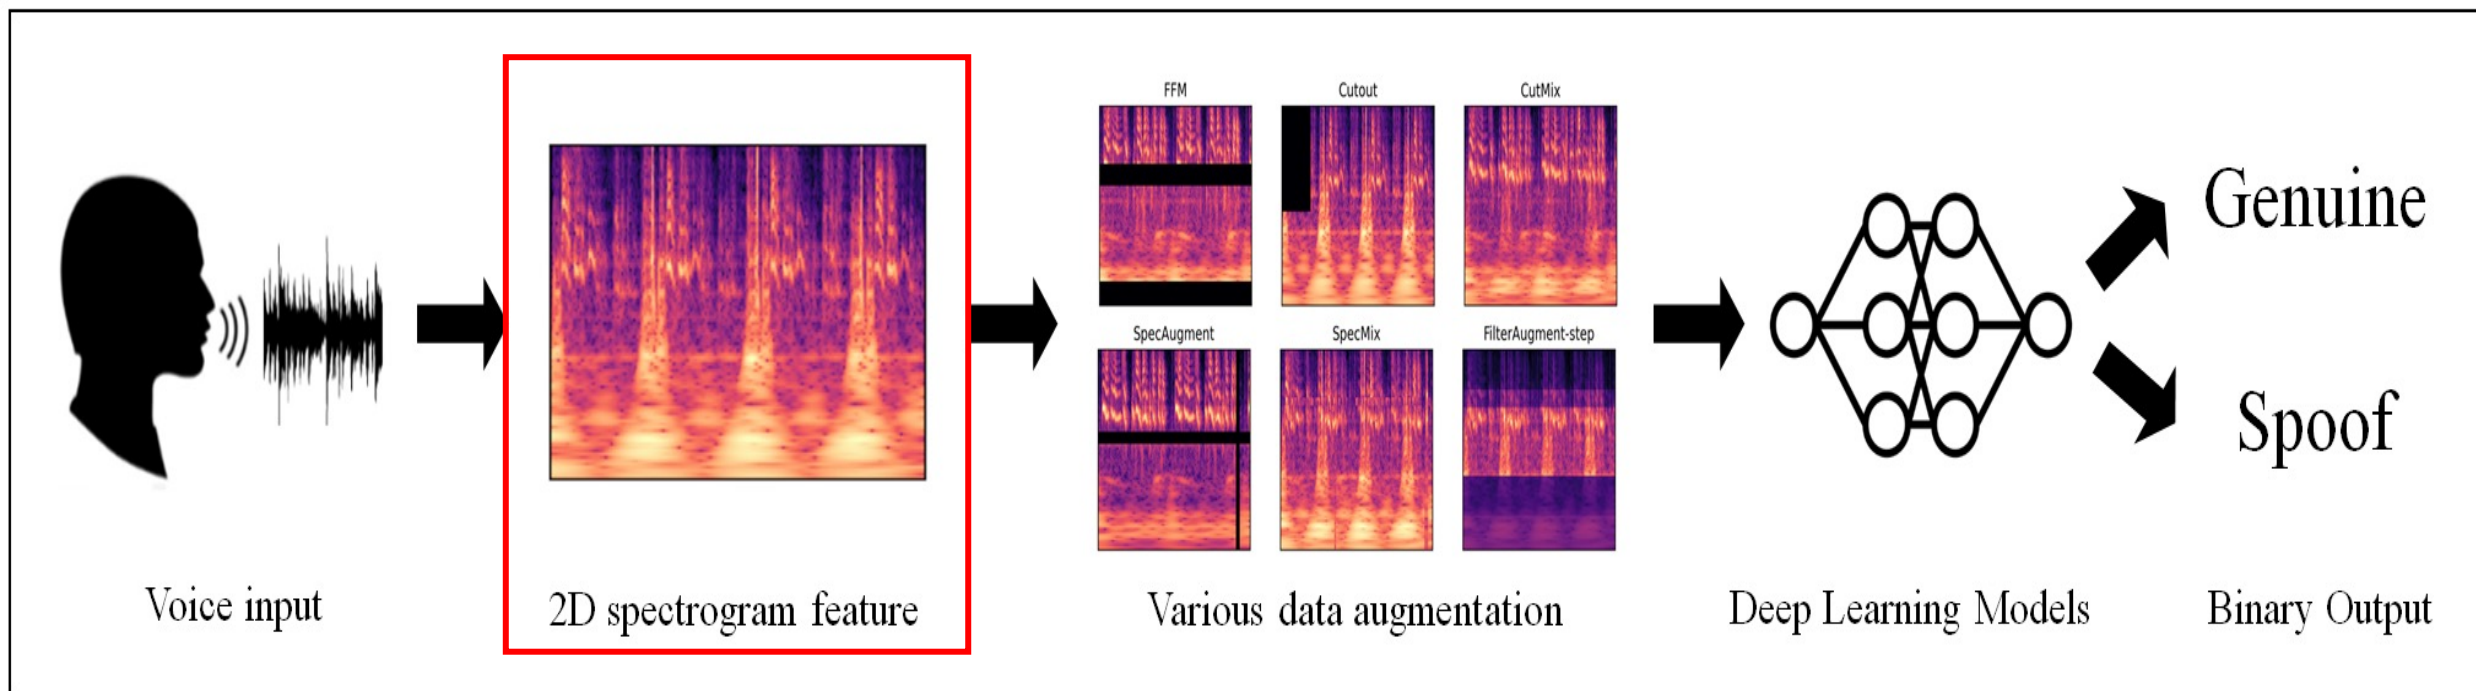 FFM
Cutout
CutMix
SpecAugment
SpecMix
FilterAugment-step
Genuine
Spoof
Voice input
2D spectrogram feature
Various data augmentation
Deep Learning Models
Binary Output